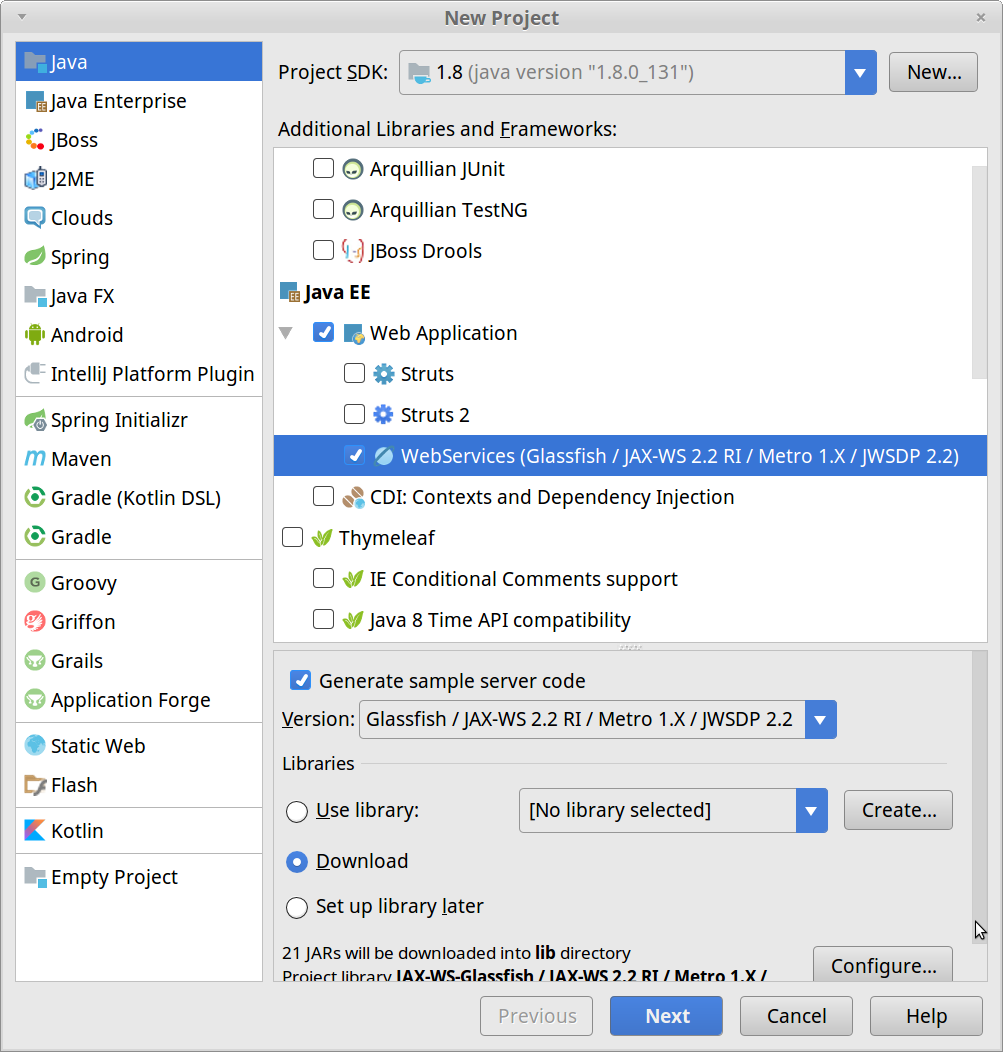 New Project
Java
Java Enterprise
JBoss
J2ME
Clouds
Spring
Java FX
Android
IntelliJ Platform Plugin
Spring Initializr
Maven
Gradle (Kotlin DSL)
Gradle
Groovy
Griffon
Grails
Application Forge
Static Web
Flash
Kotlin
Empty Project
Project SDK: 1.8 (java version "1.8.0_131") New...
Additional Libraries and Frameworks:
Arquillian JUnit
Arquillian TestNG
JBoss Drools
Java EE
Web Application
Struts
Struts 2
WebServices (Glassfish / JAX-WS 2.2 RI / Metro 1.X / JWSDP 2.2)
CDI: Contexts and Dependency Injection
Thymeleaf
IE Conditional Comments support
Java 8 Time API compatibility
Generate sample server code
Version: Glassfish / JAX-WS 2.2 RI / Metro 1.X / JWSDP 2.2
Libraries
Use library: [No library selected] Create...
Download
Set up library later
21 JARs will be downloaded into lib directory
Project library JAX-WS-Glassfish / JAX-WS 2.2 RI / Metro 1.X /
Configure...
Previous Next Cancel Help